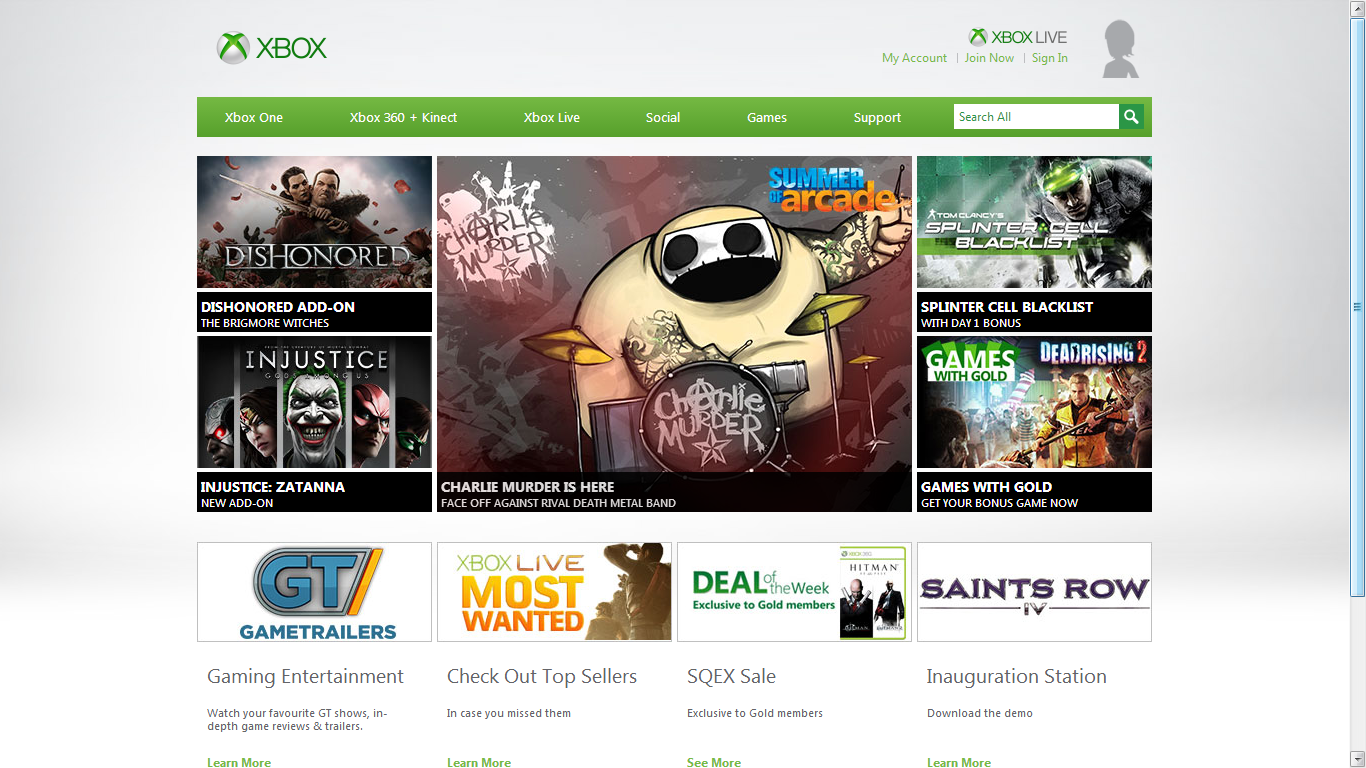 XBOX
XBOX LIVE
My Account | Join Now | Sign In
Xbox One Xbox 360 + Kinect Xbox Live Social Games Support Search All
DISHONORED
DISHONORED ADD-ON
THE BRIGMORE WITCHES
INJUSTICE
GODS AMONG US
INJUSTICE: ZATANNA
NEW ADD-ON
CHARLIE
MURDER
SUMMER
OF arcade
CHARLIE
MURDER
CHARLIE MURDER IS HERE
FACE OFF AGAINST RIVAL DEATH METAL BAND
TOM CLANCY'S
SPLINTER CELL
BLACKLIST
SPLINTER CELL BLACKLIST
WITH DAY 1 BONUS
GAMES
WITH GOLD
DEADRISING 2
GAMES WITH GOLD
GET YOUR BONUS GAME NOW
GT
GAMETRAILERS
XBOX LIVE
MOST
WANTED
DEAL of the Week
Exclusive to Gold members
XBOX 360
HITMAN
SAINTS ROW
IV
Gaming Entertainment
Watch your favourite GT shows, in-
depth game reviews & trailers.
Learn More
Check Out Top Sellers
In case you missed them
Learn More
SQEX Sale
Exclusive to Gold members
See More
Inauguration Station
Download the demo
Learn More